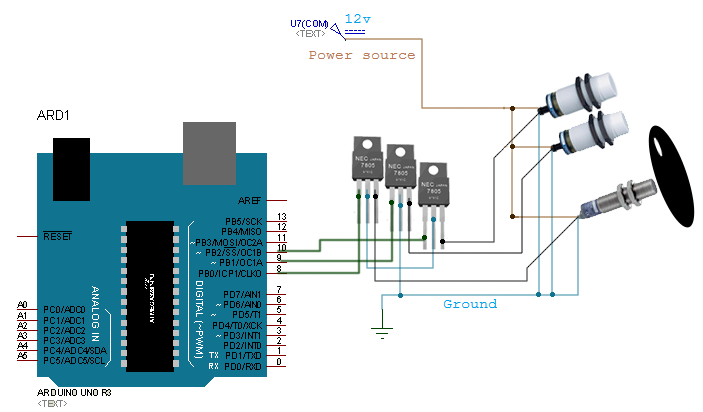 U7(COM) 12v
<TEXT>
Power source
ARD1
NEC JAPAN 7805
NEC JAPAN 7805
NEC JAPAN 7805
AREF
PB5/SCK 13
PB4/MISO 12
RESET
~PB3/MOSI/OC2A 11
~ PB2/SS/OC1B 10
~ PB1/OC1A 9
PB0/ICP1/CLKO 8
PD7/AIN1 7
~ PD6/AIN0 6
~ PD5/T1 5
PD4/T0/XCK 4
~ PD3/INT1 3
PD2/INT0 2
TX PD1/TXD 1
RX PD0/RXD 0
DIGITAL (~PWM)
ANALOG IN
A0 PC0/ADC0
A1 PC1/ADC1
A2 PC2/ADC2
A3 PC3/ADC3
A4 PC4/ADC4/SDA
A5 PC5/ADC5/SCL
Ground
ARDUINO UNO R3
<TEXT>